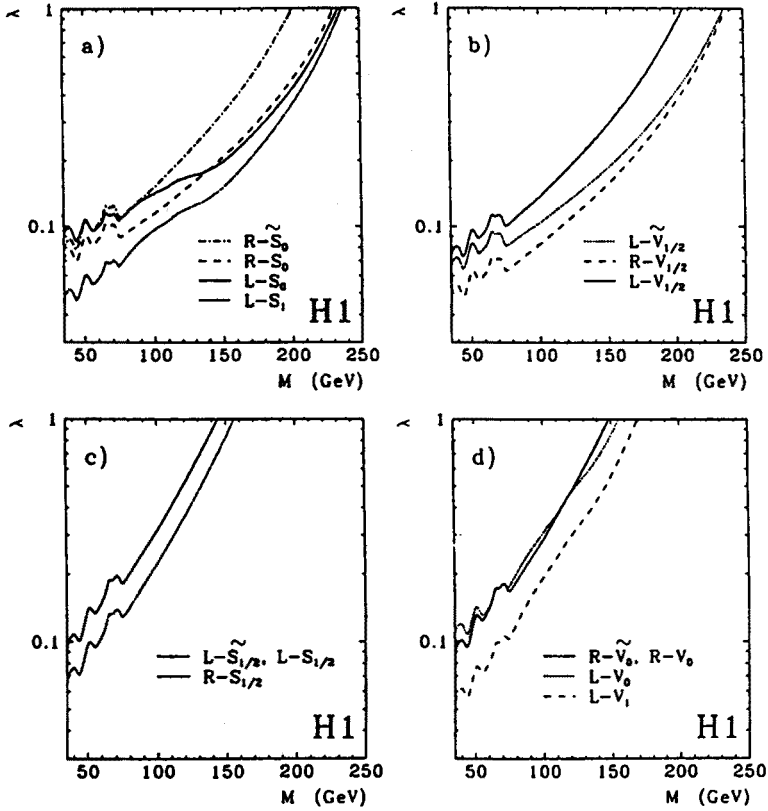 λ
1
a)
0.1
R-S̃₀
R-S₀
L-S₀
L-S₁
H1
50 100 150 200 250
M (GeV)
λ
1
b)
0.1
L-Ṽ₁/₂
R-V₁/₂
L-V₁/₂
H1
50 100 150 200 250
M (GeV)
λ
1
c)
0.1
L-S̃₁/₂, L-S₁/₂
R-S₁/₂
H1
50 100 150 200 250
M (GeV)
λ
1
d)
0.1
R-Ṽ₀, R-V₀
L-V₀
L-V₁
H1
50 100 150 200 250
M (GeV)